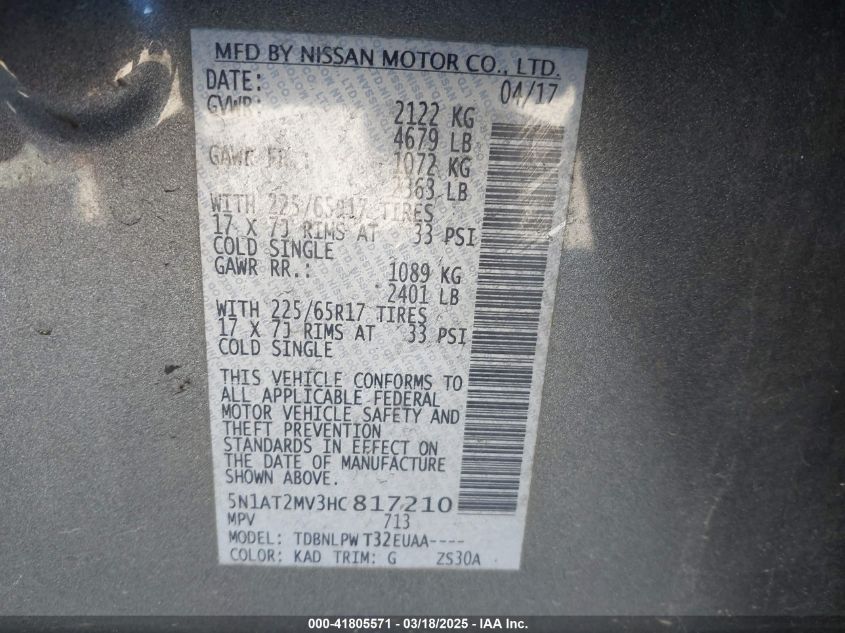 MFD BY NISSAN MOTOR CO., LTD.
DATE: 04/17
GVWR: 2122 KG
4679 LB
GAWR FR.: 1072 KG
2363 LB
WITH 225/65R17 TIRES
17 X 7J RIMS AT 33 PSI
COLD SINGLE
GAWR RR.: 1089 KG
2401 LB
WITH 225/65R17 TIRES
17 X 7J RIMS AT 33 PSI
COLD SINGLE
THIS VEHICLE CONFORMS TO
ALL APPLICABLE FEDERAL
MOTOR VEHICLE SAFETY AND
THEFT PREVENTION
STANDARDS IN EFFECT ON
THE DATE OF MANUFACTURE
SHOWN ABOVE.
5N1AT2MV3HC817210
MPV 713
MODEL: TDBNLPW T32EUAA----
COLOR: KAD TRIM: G ZS30A
000-41805571 - 03/18/2025 - IAA Inc.